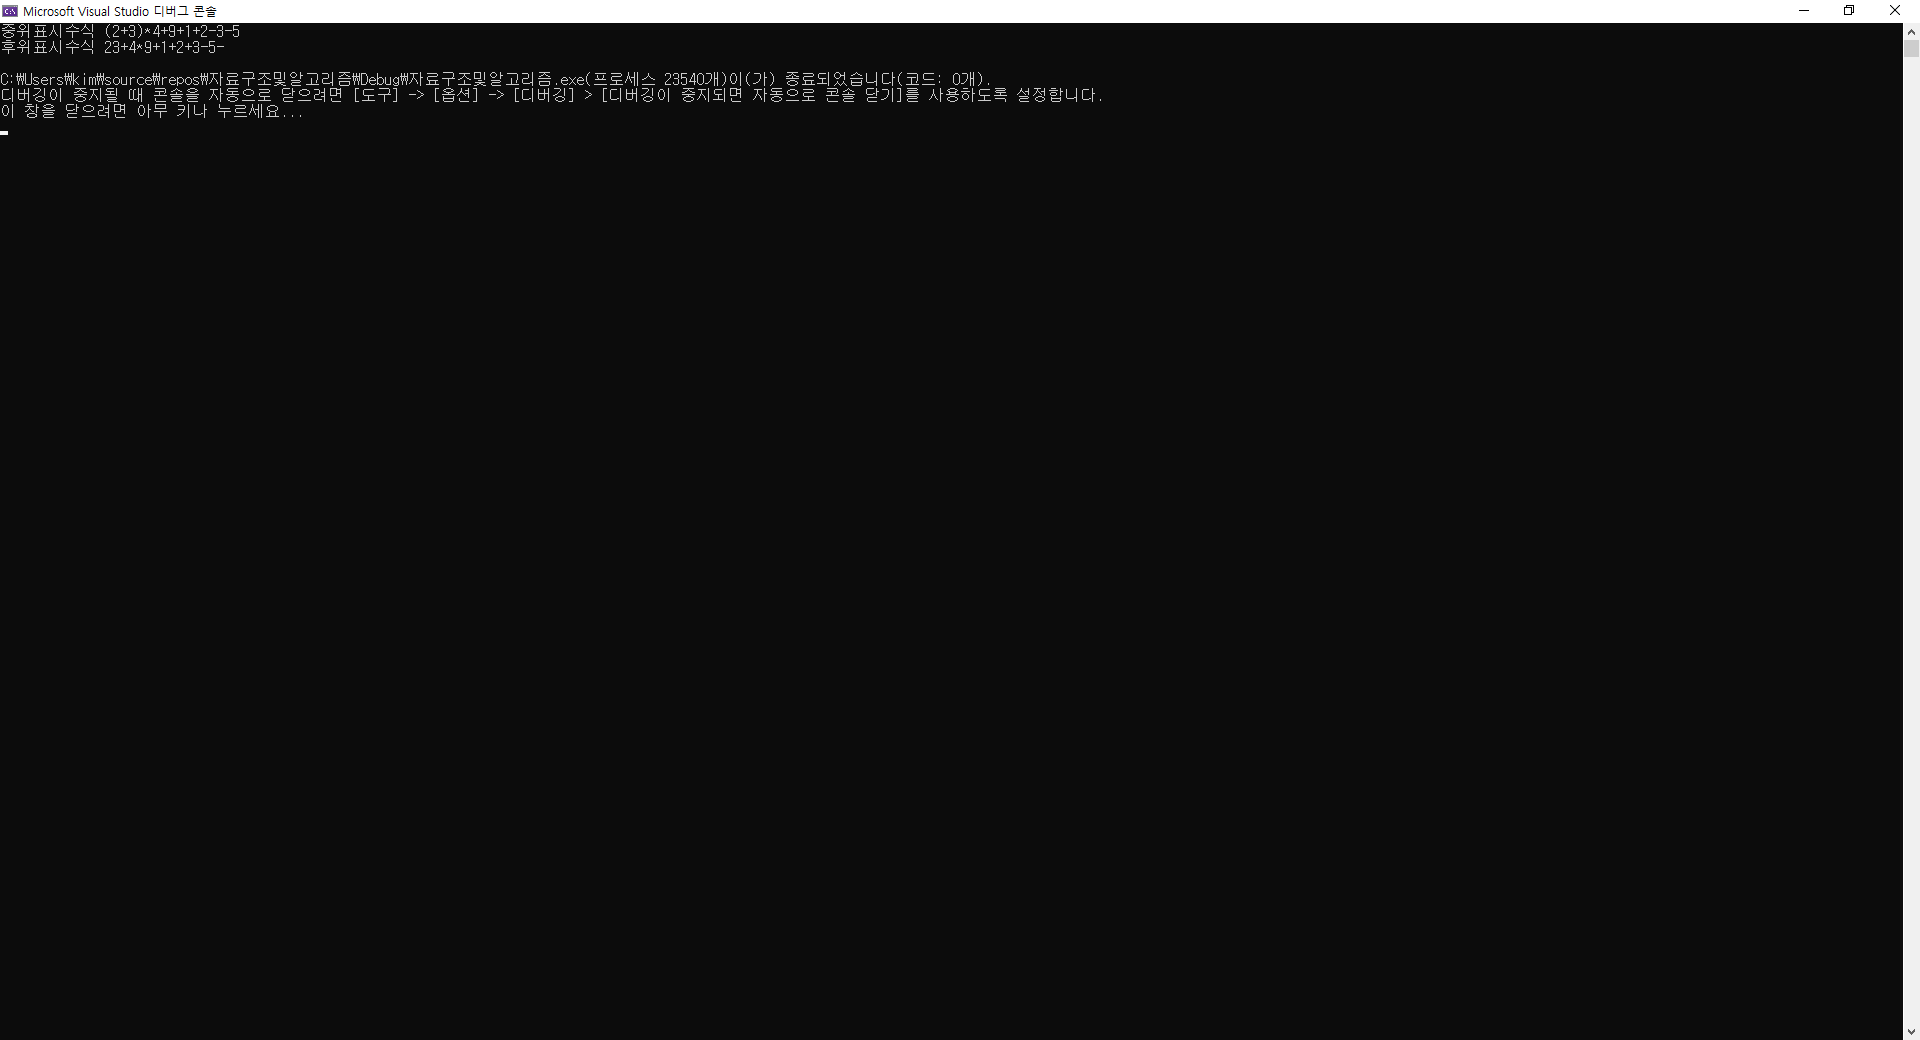 Microsoft Visual Studio 디버그 콘솔
중위표시수식 (2+3)*4+9+1+2-3-5
후위표시수식 23+4*9+1+2+3-5-
C:\Users\kim\source\repos\자료구조및알고리즘\Debug\자료구조및알고리즘.exe(프로세스 23540개)이(가) 종료되었습니다(코드: 0개).
디버깅이 중지될 때 콘솔을 자동으로 닫으려면 [도구] -> [옵션] -> [디버깅] > [디버깅이 중지되면 자동으로 콘솔 닫기]를 사용하도록 설정합니다.
이 창을 닫으려면 아무 키나 누르세요...